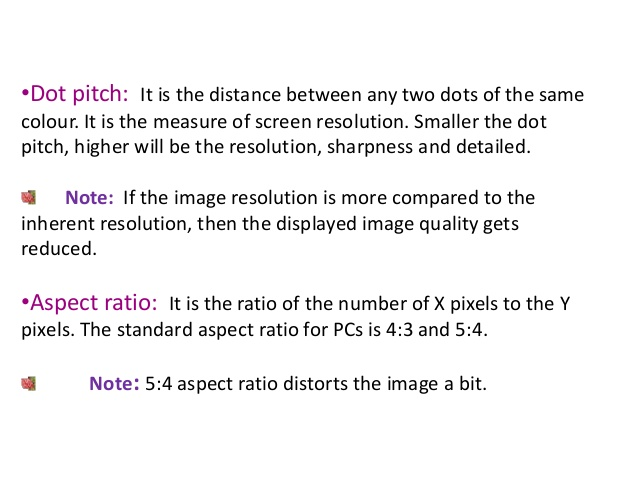 •Dot pitch: It is the distance between any two dots of the same
colour. It is the measure of screen resolution. Smaller the dot
pitch, higher will be the resolution, sharpness and detailed.
Note: If the image resolution is more compared to the
inherent resolution, then the displayed image quality gets
reduced.
•Aspect ratio: It is the ratio of the number of X pixels to the Y
pixels. The standard aspect ratio for PCs is 4:3 and 5:4.
Note: 5:4 aspect ratio distorts the image a bit.